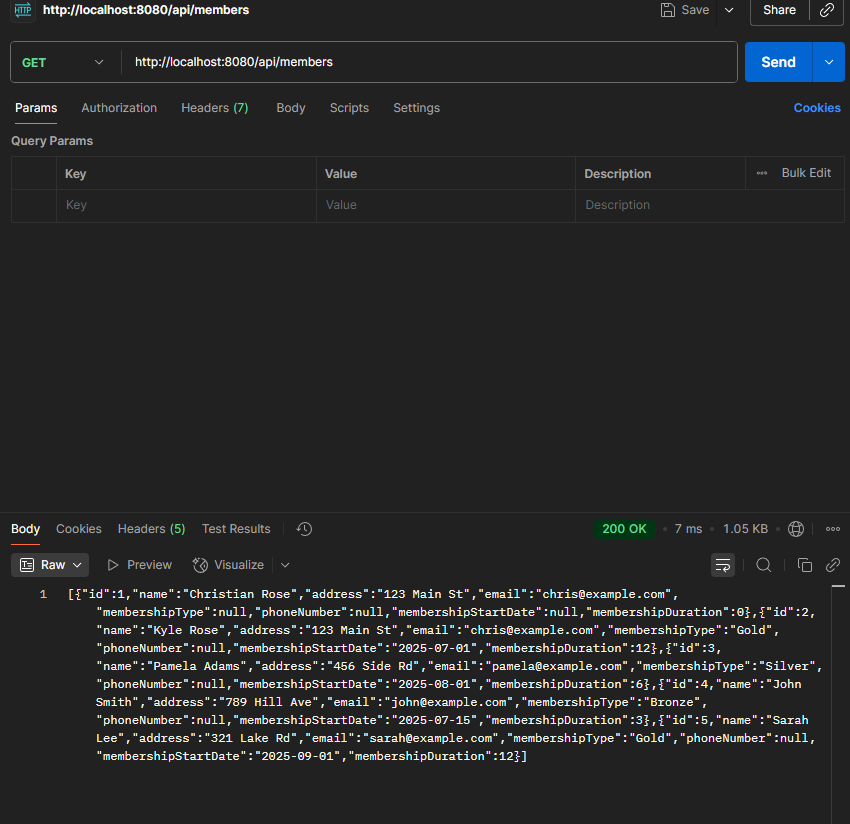 HTTP http://localhost:8080/api/members Save Share
GET http://localhost:8080/api/members Send
Params Authorization Headers (7) Body Scripts Settings Cookies
Query Params
Key Value Description Bulk Edit
Key Value Description
Body Cookies Headers (5) Test Results 200 OK • 7 ms • 1.05 KB •
Raw Preview Visualize
1 [{"id":1,"name":"Christian Rose","address":"123 Main St","email":"chris@example.com",
"membershipType":null,"phoneNumber":null,"membershipStartDate":null,"membershipDuration":0},{"id":2,
"name":"Kyle Rose","address":"123 Main St","email":"chris@example.com","membershipType":"Gold",
"phoneNumber":null,"membershipStartDate":"2025-07-01","membershipDuration":12},{"id":3,
"name":"Pamela Adams","address":"456 Side Rd","email":"pamela@example.com","membershipType":"Silver",
"phoneNumber":null,"membershipStartDate":"2025-08-01","membershipDuration":6},{"id":4,"name":"John
Smith","address":"789 Hill Ave","email":"john@example.com","membershipType":"Bronze",
"phoneNumber":null,"membershipStartDate":"2025-07-15","membershipDuration":3},{"id":5,"name":"Sarah
Lee","address":"321 Lake Rd","email":"sarah@example.com","membershipType":"Gold","phoneNumber":null,
"membershipStartDate":"2025-09-01","membershipDuration":12}]